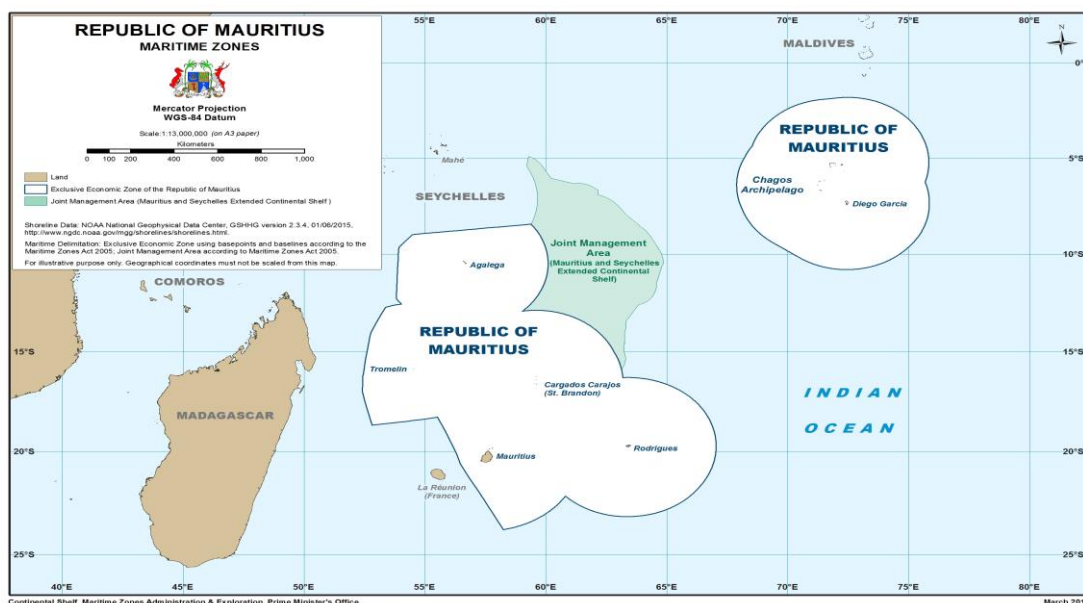 REPUBLIC OF MAURITIUS
MARITIME ZONES
Mercator Projection
WGS-84 Datum
Scale:1:13,000,000 (on A3 paper)
Kilometers
0 100 200 400 600 800 1,000
Land
Exclusive Economic Zone of the Republic of Mauritius
Joint Management Area (Mauritius and Seychelles Extended Continental Shelf )
Shoreline Data: NOAA National Geophysical Data Center, GSHHG version 2.3.4, 01/06/2015,
http://www.ngdc.noaa.gov/mgg/shorelines/shorelines.html.
Maritime Delimitation: Exclusive Economic Zone using basepoints and baselines according to the
Maritime Zones Act 2005; Joint Management Area according to Maritime Zones Act 2005.
For illustrative purpose only. Geographical coordinates must not be scaled from this map.
55°E 60°E 65°E 70°E 75°E 80°E
N
MALDIVES
0°
REPUBLIC OF
MAURITIUS
Mahé
5°S
Chagos
Archipelago
SEYCHELLES
Diego Garcia
Joint Management
Area
(Mauritius and Seychelles
Extended Continental
Shelf)
Agalega
10°S
COMOROS
REPUBLIC OF
MAURITIUS
15°S 15°S
Tromelin
Cargados Carajos
(St. Brandon)
INDIAN
OCEAN
MADAGASCAR
20°S 20°S
Mauritius
Rodrigues
La Réunion
(France)
25°S 25°S
40°E 45°E 50°E 55°E 60°E 65°E 70°E 75°E 80°E
Continental Shelf, Maritime Zones Administration & Exploration, Prime Minister's Office
March